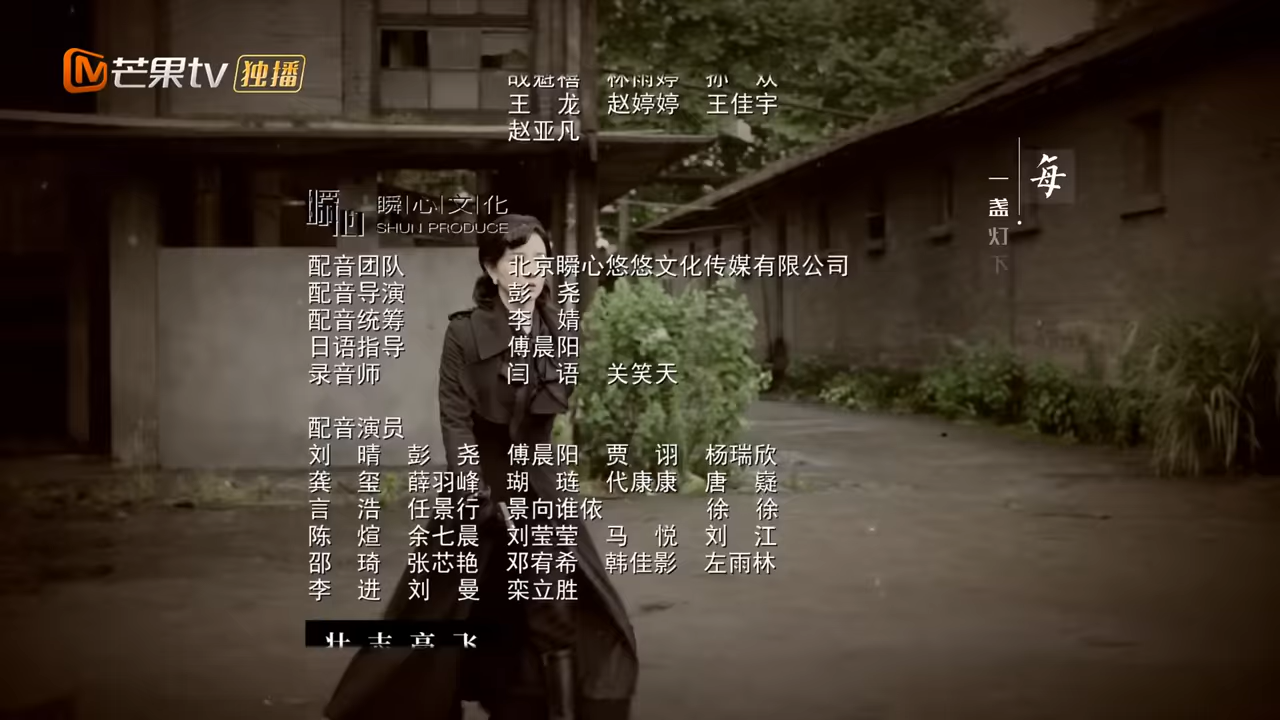 芒果tv 独播
王 龙 赵婷婷 王佳宇
赵亚凡
每
一盏灯下
瞬心 瞬|心|文|化
SHUN PRODUCE
配音团队 北京瞬心悠悠文化传媒有限公司
配音导演 彭 尧
配音统筹 李 婧
日语指导 傅晨阳
录音师 闫 语 关笑天
配音演员
刘 晴 彭 尧 傅晨阳 贾 诩 杨瑞欣
龚 玺 薛羽峰 瑚 琏 代康康 唐 嶷
言 浩 任景行 景向谁依 徐 徐
陈 煊 余七晨 刘莹莹 马 悦 刘 江
邵 琦 张芯艳 邓宥希 韩佳影 左雨林
李 进 刘 曼 栾立胜
壮志高飞